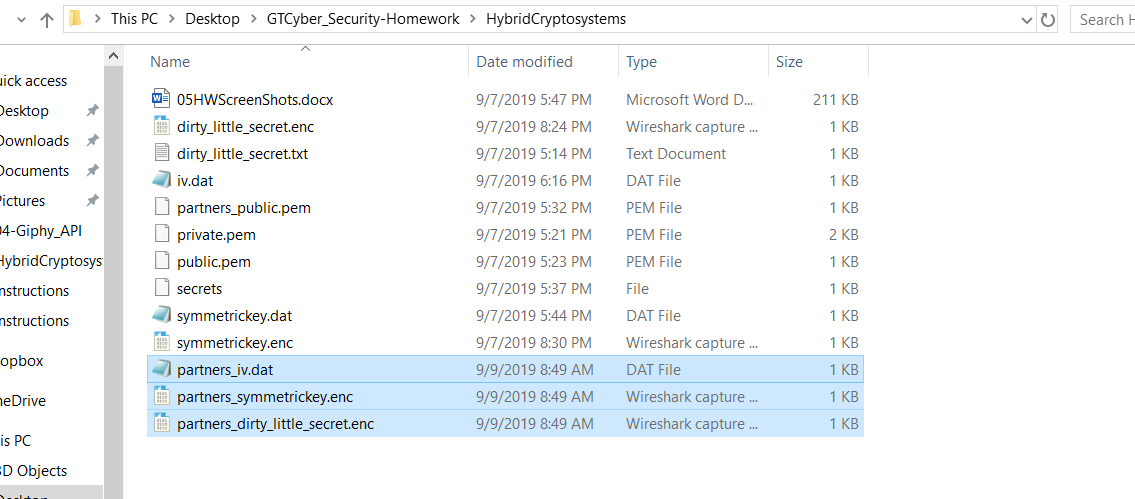 This PC > Desktop > GTCyber_Security-Homework > HybridCryptosystems
Search H
Name Date modified Type Size
uick access
Desktop
Downloads
Documents
Pictures
04-Giphy_API
HybridCryptosys
nstructions
nstructions
ropbox
neDrive
is PC
3D Objects
Desktop
05HWScreenShots.docx 9/7/2019 5:47 PM Microsoft Word D... 211 KB
dirty_little_secret.enc 9/7/2019 8:24 PM Wireshark capture ... 1 KB
dirty_little_secret.txt 9/7/2019 5:14 PM Text Document 1 KB
iv.dat 9/7/2019 6:16 PM DAT File 1 KB
partners_public.pem 9/7/2019 5:32 PM PEM File 1 KB
private.pem 9/7/2019 5:21 PM PEM File 2 KB
public.pem 9/7/2019 5:23 PM PEM File 1 KB
secrets 9/7/2019 5:37 PM File 1 KB
symmetrickey.dat 9/7/2019 5:44 PM DAT File 1 KB
symmetrickey.enc 9/7/2019 8:30 PM Wireshark capture ... 1 KB
partners_iv.dat 9/9/2019 8:49 AM DAT File 1 KB
partners_symmetrickey.enc 9/9/2019 8:49 AM Wireshark capture ... 1 KB
partners_dirty_little_secret.enc 9/9/2019 8:49 AM Wireshark capture ... 1 KB